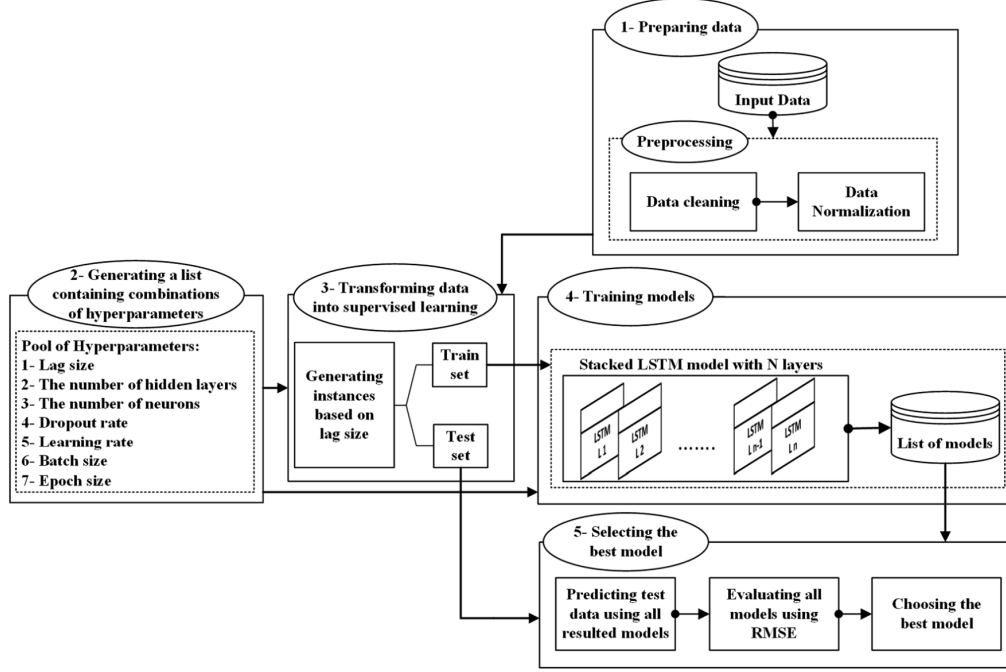 1- Preparing data
Input Data
Preprocessing
Data cleaning
Data
Normalization
2- Generating a list
containing combinations
of hyperparameters
Pool of Hyperparameters:
1- Lag size
2- The number of hidden layers
3- The number of neurons
4- Dropout rate
5- Learning rate
6- Batch size
7- Epoch size
3- Transforming data
into supervised learning
Generating
instances
based on
lag size
Train
set
Test
set
4- Training models
Stacked LSTM model with N layers
LSTM
L 1
LSTM
L 2
.......
LSTM
L n-1
LSTM
L n
List of models
5- Selecting the
best model
Predicting test
data using all
resulted models
Evaluating all
models using
RMSE
Choosing the
best model